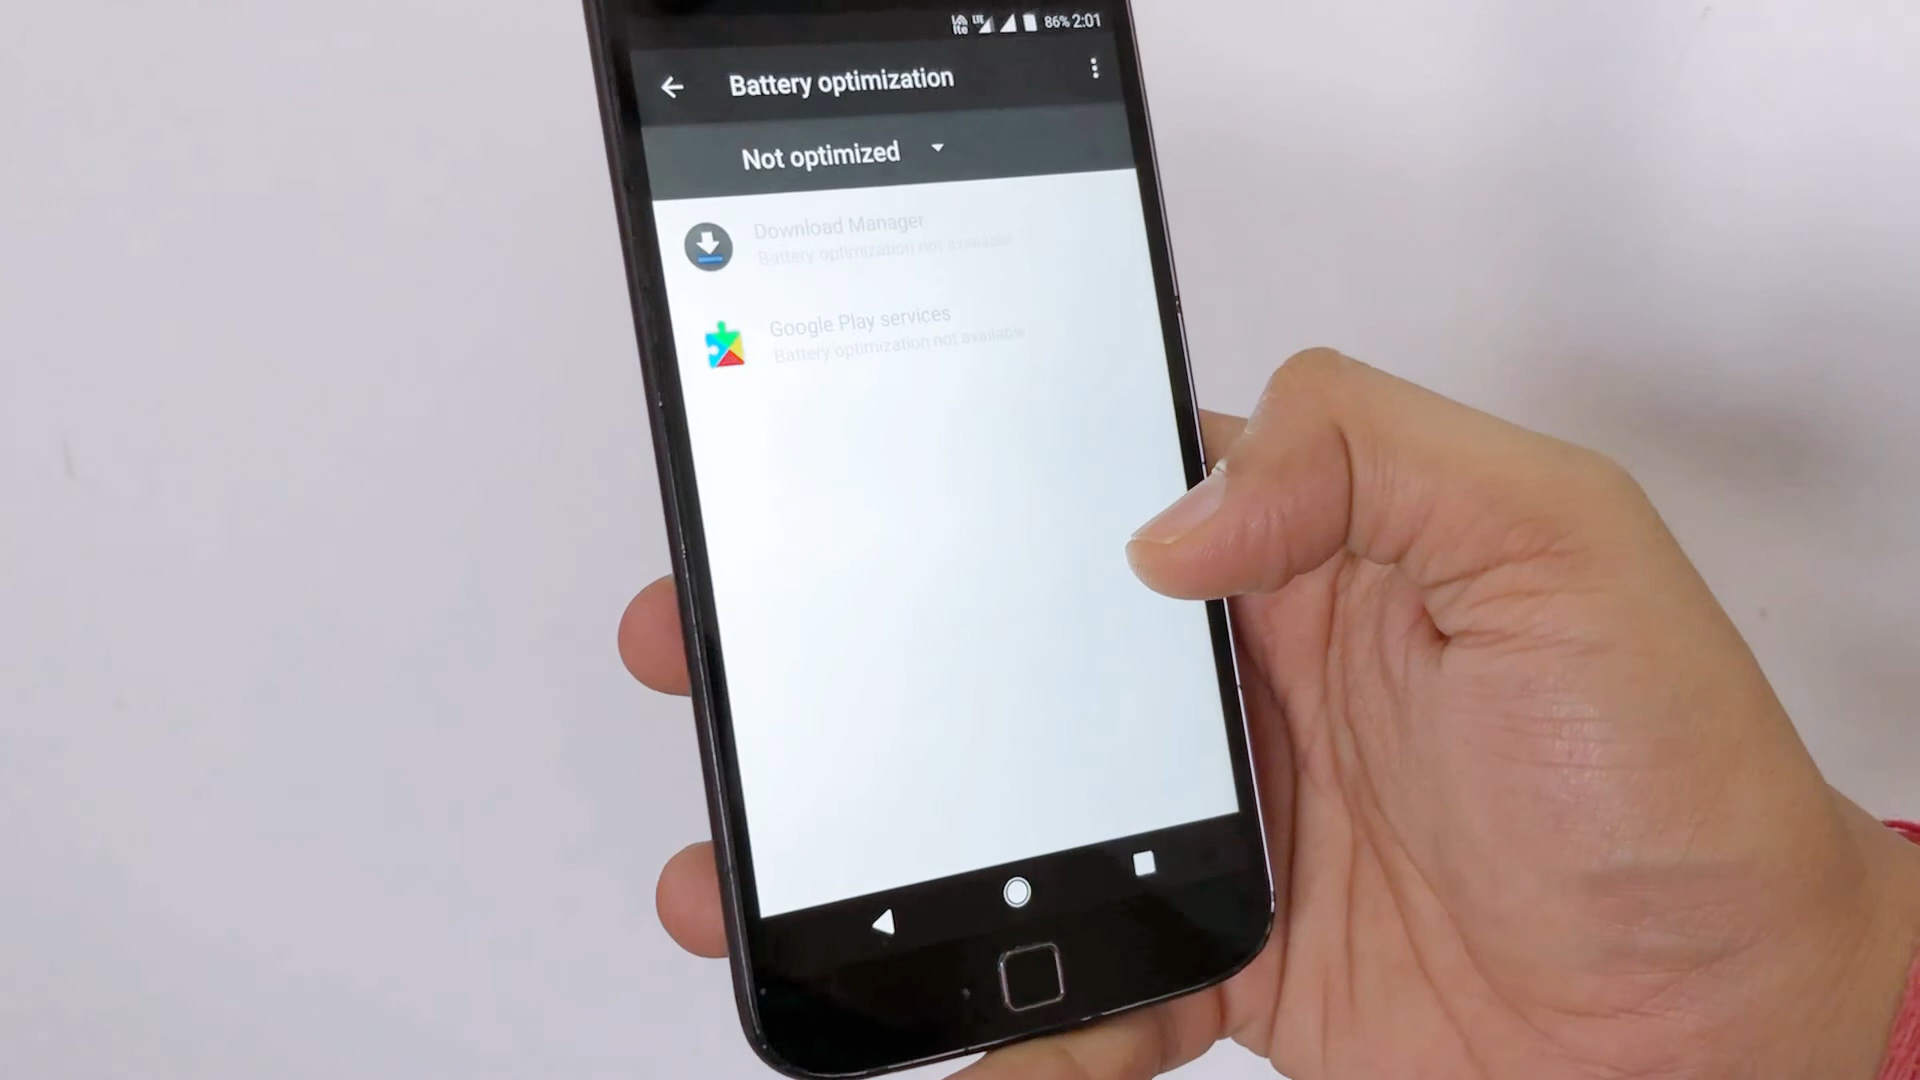 LTE 86% 2:01
Battery optimization
Not optimized
Download Manager
Battery optimization not available
Google Play services
Battery optimization not available